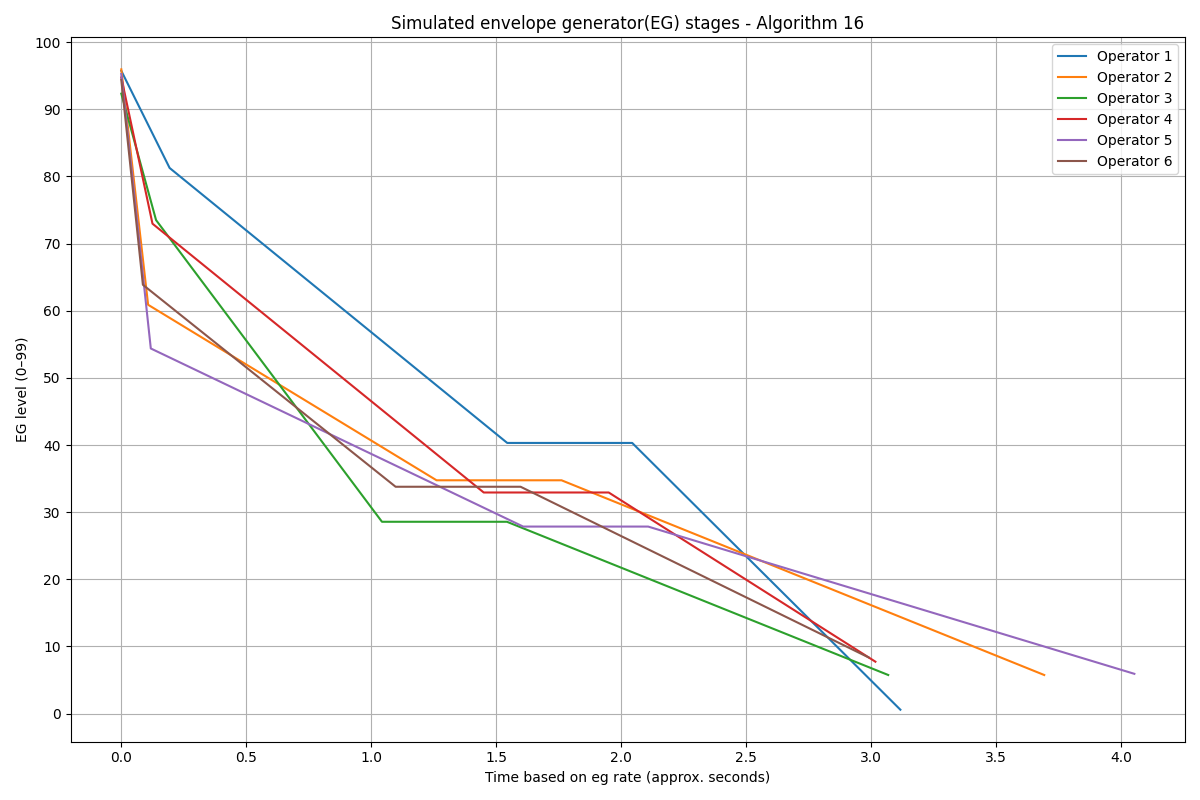 Simulated envelope generator(EG) stages - Algorithm 16
EG level (0–99)
100
90
80
70
60
50
40
30
20
10
0
Operator 1
Operator 2
Operator 3
Operator 4
Operator 5
Operator 6
0.0 0.5 1.0 1.5 2.0 2.5 3.0 3.5 4.0
Time based on eg rate (approx. seconds)